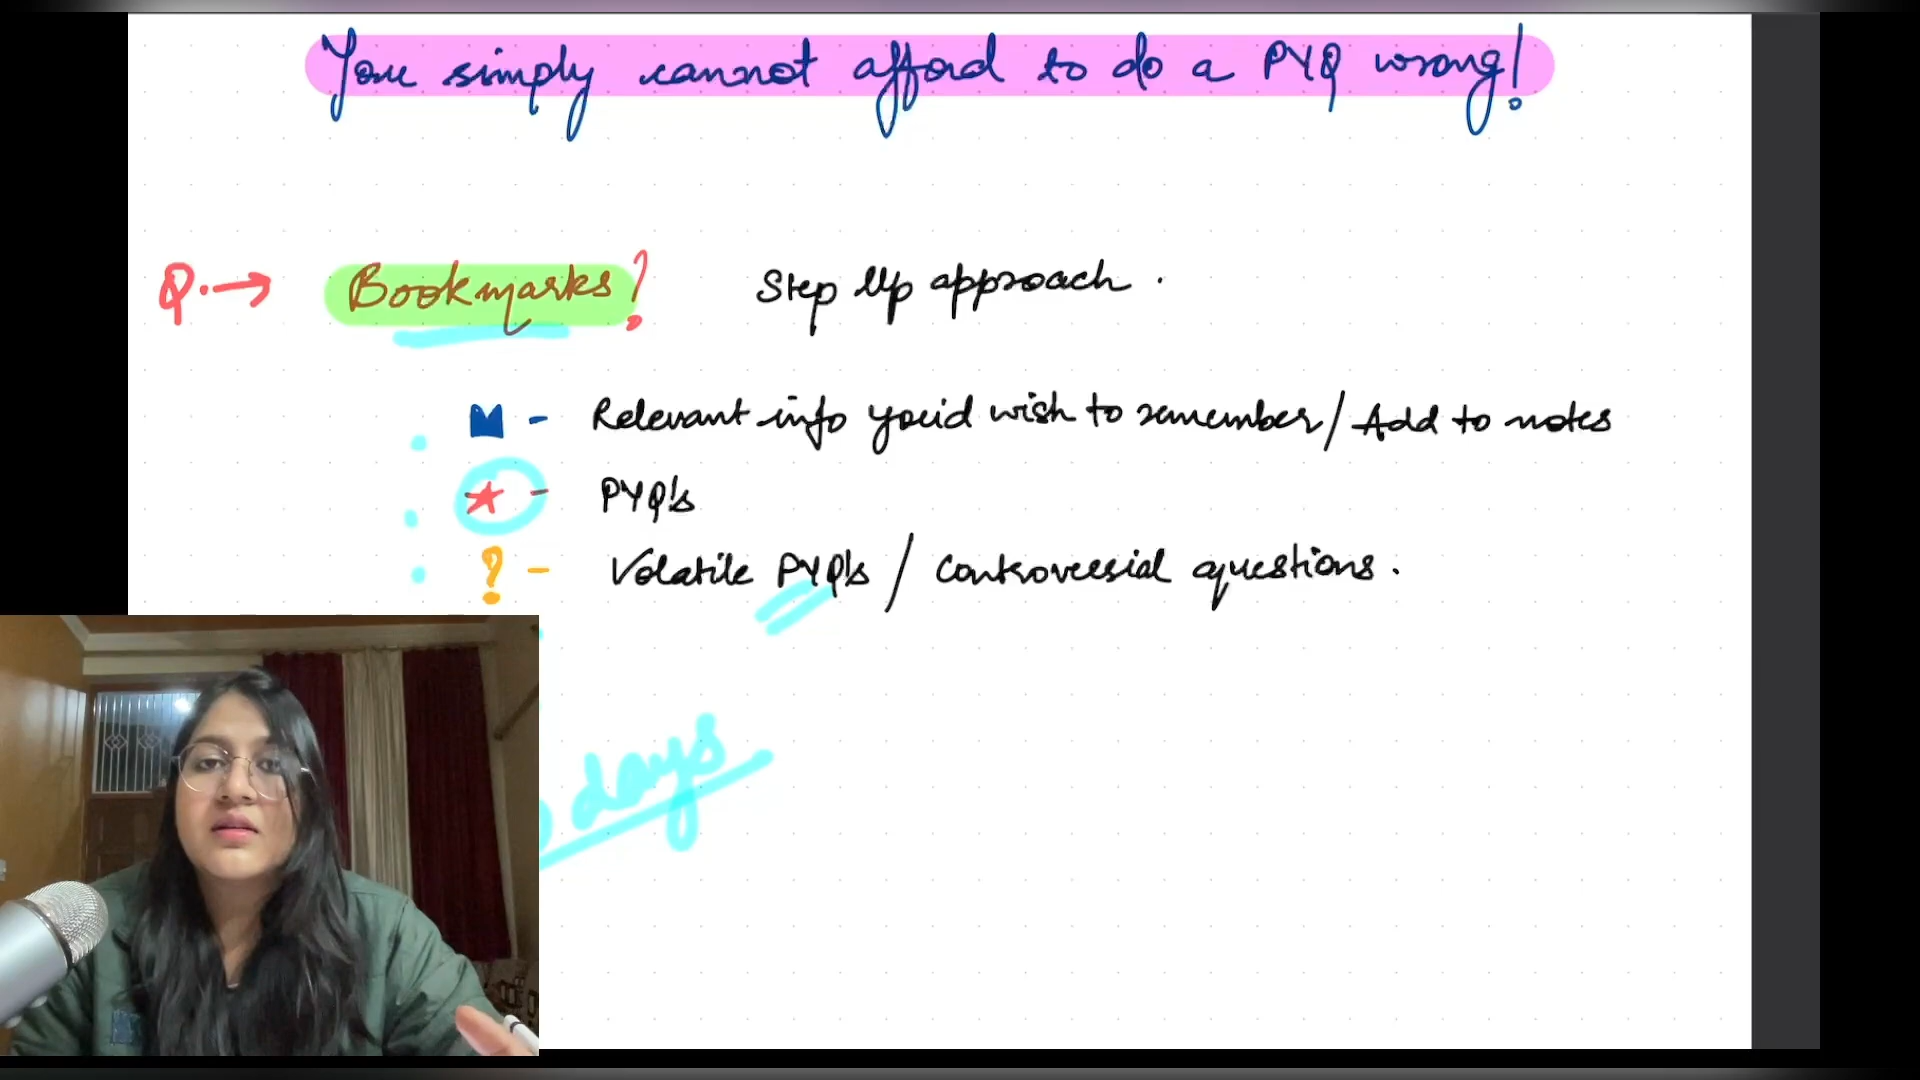 You simply cannot afford to do a PYQ wrong!
Q. → Bookmarks? Step Up approach.
- Relevant info you'd wish to remember / Add to notes
★ - PYQ's
? - Volatile PYQ's / Controversial questions.
days